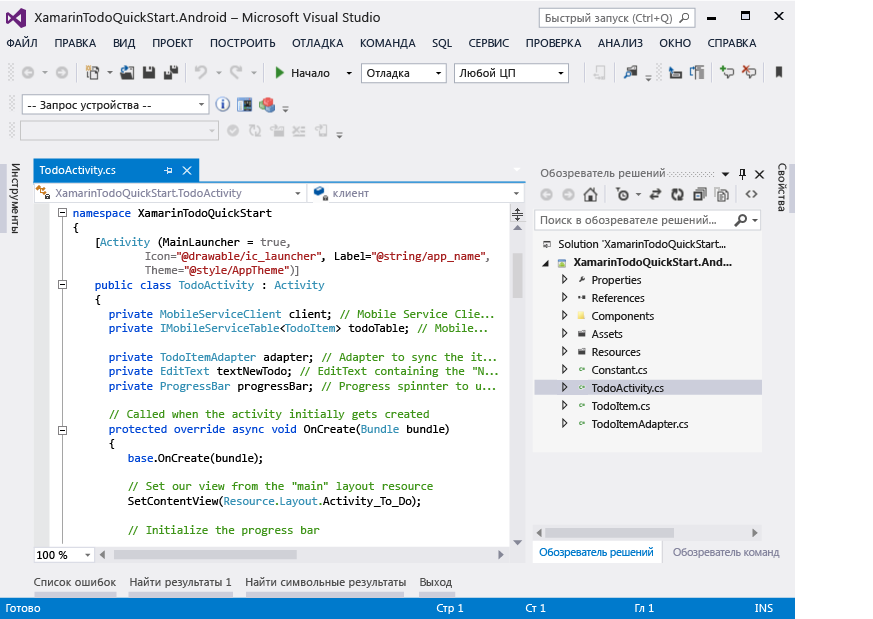 XamarinTodoQuickStart.Android – Microsoft Visual Studio
Быстрый запуск (Ctrl+Q)
ФАЙЛ ПРАВКА ВИД ПРОЕКТ ПОСТРОИТЬ ОТЛАДКА КОМАНДА SQL СЕРВИС ПРОВЕРКА АНАЛИЗ ОКНО СПРАВКА
Начало Отладка Любой ЦП
-- Запрос устройства --
Инструменты
TodoActivity.cs
XamarinTodoQuickStart.TodoActivity клиент
namespace XamarinTodoQuickStart
{
[Activity (MainLauncher = true,
Icon="@drawable/ic_launcher", Label="@string/app_name",
Theme="@style/AppTheme")]
public class TodoActivity : Activity
{
private MobileServiceClient client; // Mobile Service Clie...
private IMobileServiceTable<TodoItem> todoTable; // Mobile...
private TodoItemAdapter adapter; // Adapter to sync the it...
private EditText textNewTodo; // EditText containing the "N...
private ProgressBar progressBar; // Progress spinnter to u...
// Called when the activity initially gets created
protected override async void OnCreate(Bundle bundle)
{
base.OnCreate(bundle);
// Set our view from the "main" layout resource
SetContentView(Resource.Layout.Activity_To_Do);
// Initialize the progress bar
100 %
Обозреватель решений
Поиск в обозревателе решений...
Solution 'XamarinTodoQuickStart...
XamarinTodoQuickStart.And...
Properties
References
Components
Assets
Resources
Constant.cs
TodoActivity.cs
TodoItem.cs
TodoItemAdapter.cs
Обозреватель решений Обозреватель команд
Свойства
Список ошибок Найти результаты 1 Найти символьные результаты Выход
Готово Стр 1 Ст 1 Гл 1 INS